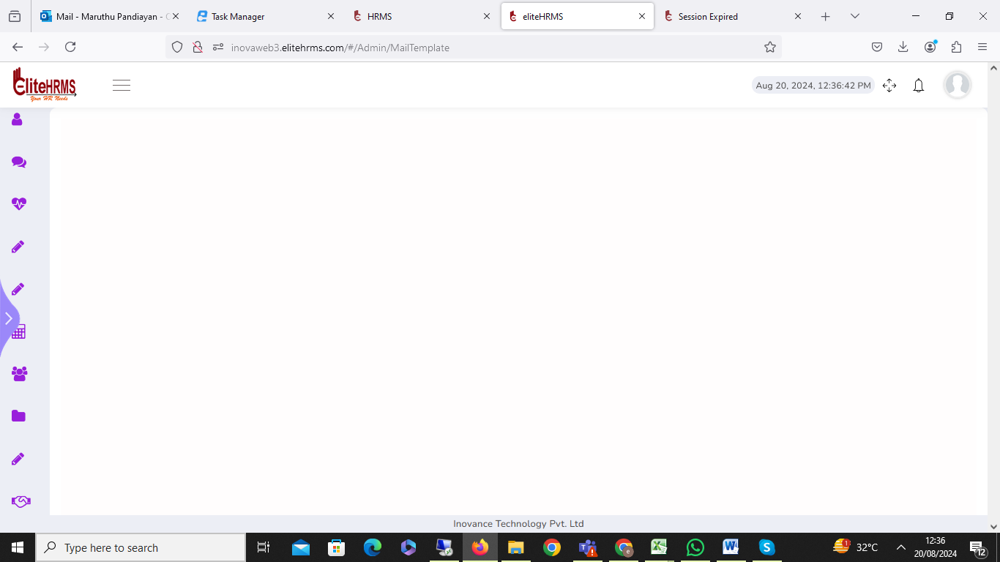 Mail - Maruthu Pandiayan -
Task Manager
HRMS
eliteHRMS
Session Expired
inovaweb3.elitehrms.com/#/Admin/MailTemplate
EliteHRMS
Your HR Needs
Aug 20, 2024, 12:36:42 PM
Inovance Technology Pvt. Ltd
Type here to search
1
e
32°C
12:36
20/08/2024
12